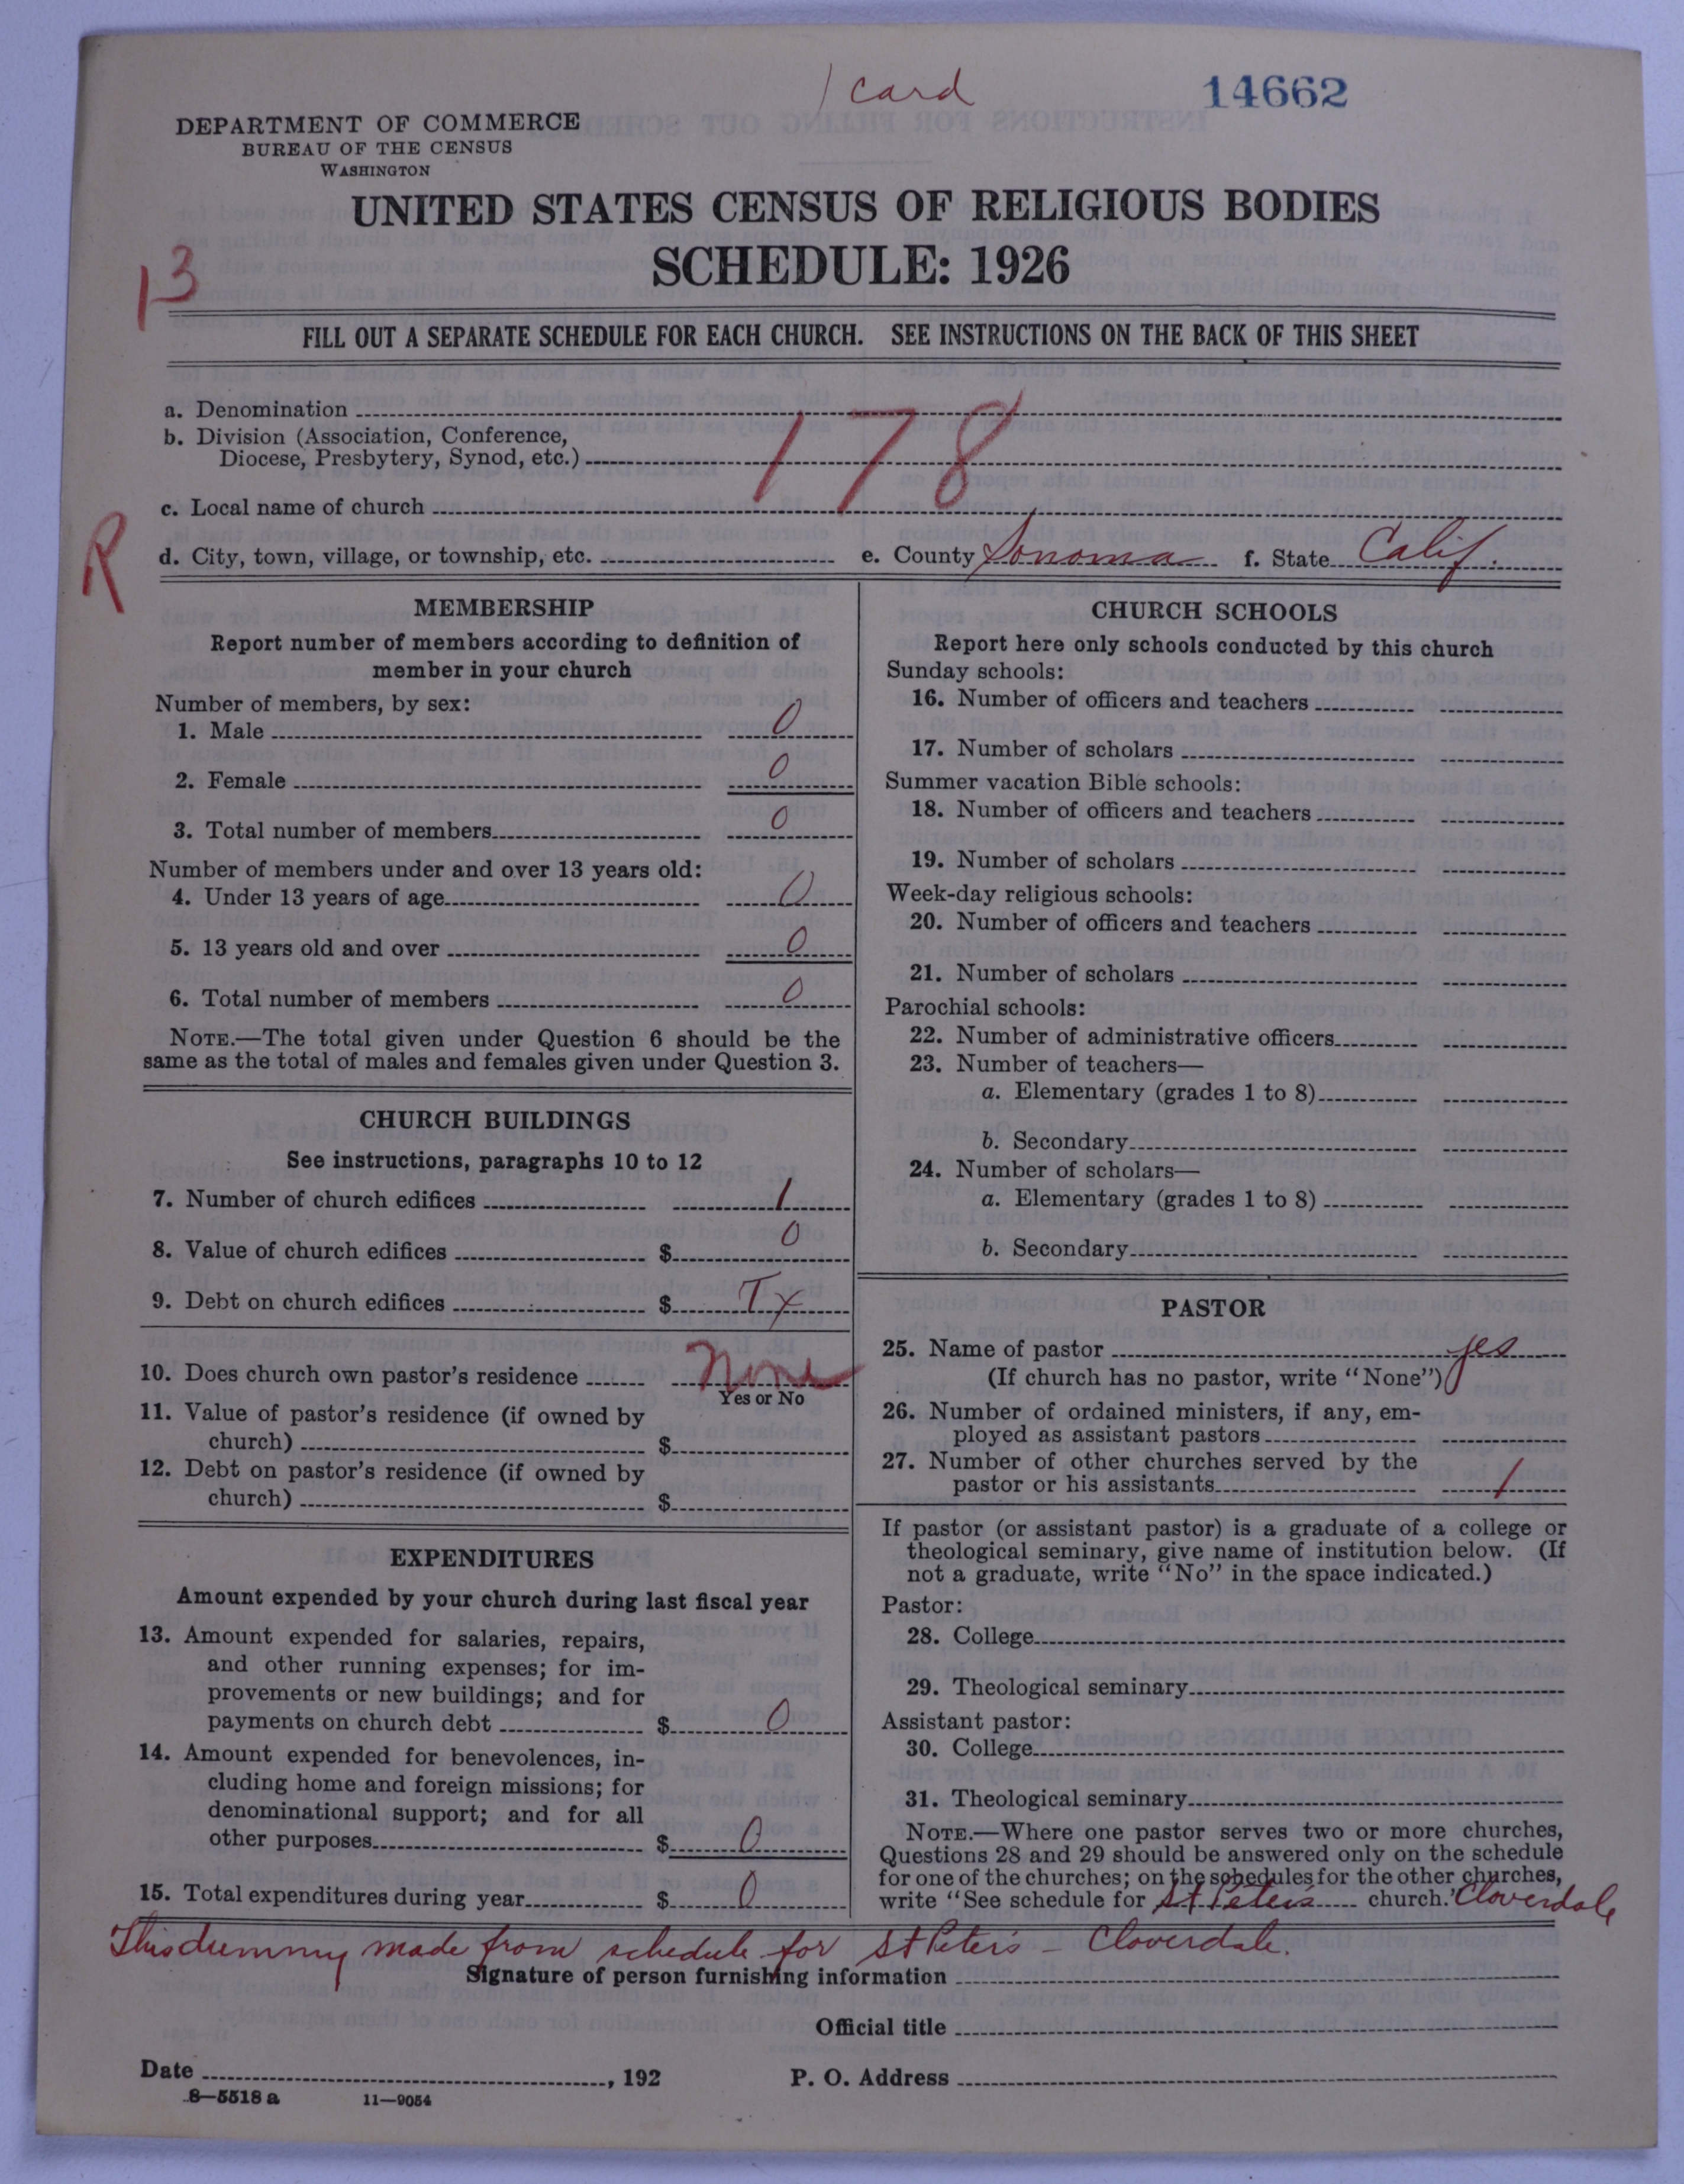 1 card
14662
DEPARTMENT OF COMMERCE
BUREAU OF THE CENSUS
WASHINGTON
UNITED STATES CENSUS OF RELIGIOUS BODIES
SCHEDULE: 1926
13
FILL OUT A SEPARATE SCHEDULE FOR EACH CHURCH. SEE INSTRUCTIONS ON THE BACK OF THIS SHEET
a. Denomination
b. Division (Association, Conference,
Diocese, Presbytery, Synod, etc.)
178
c. Local name of church
R
d. City, town, village, or township, etc. e. County Sonoma f. State Calif.
MEMBERSHIP
Report number of members according to definition of
member in your church
Number of members, by sex:
1. Male 0
2. Female 0
3. Total number of members 0
Number of members under and over 13 years old:
4. Under 13 years of age 0
5. 13 years old and over 0
6. Total number of members 0
NOTE.—The total given under Question 6 should be the
same as the total of males and females given under Question 3.
CHURCH BUILDINGS
See instructions, paragraphs 10 to 12
7. Number of church edifices 1
8. Value of church edifices $ 0
9. Debt on church edifices $ Tx
10. Does church own pastor's residence None
Yes or No
11. Value of pastor's residence (if owned by
church) $
12. Debt on pastor's residence (if owned by
church) $
EXPENDITURES
Amount expended by your church during last fiscal year
13. Amount expended for salaries, repairs,
and other running expenses; for im-
provements or new buildings; and for
payments on church debt $ 0
14. Amount expended for benevolences, in-
cluding home and foreign missions; for
denominational support; and for all
other purposes $ 0
15. Total expenditures during year $ 0
CHURCH SCHOOLS
Report here only schools conducted by this church
Sunday schools:
16. Number of officers and teachers
17. Number of scholars
Summer vacation Bible schools:
18. Number of officers and teachers
19. Number of scholars
Week-day religious schools:
20. Number of officers and teachers
21. Number of scholars
Parochial schools:
22. Number of administrative officers
23. Number of teachers—
a. Elementary (grades 1 to 8)
b. Secondary
24. Number of scholars—
a. Elementary (grades 1 to 8)
b. Secondary
PASTOR
25. Name of pastor yes
(If church has no pastor, write "None")
26. Number of ordained ministers, if any, em-
ployed as assistant pastors
27. Number of other churches served by the
pastor or his assistants 1
If pastor (or assistant pastor) is a graduate of a college or
theological seminary, give name of institution below. (If
not a graduate, write "No" in the space indicated.)
Pastor:
28. College
29. Theological seminary
Assistant pastor:
30. College
31. Theological seminary
NOTE.—Where one pastor serves two or more churches,
Questions 28 and 29 should be answered only on the schedule
for one of the churches; on the schedules for the other churches,
write "See schedule for St Peter's church." Cloverdale
This dummy made from schedule for St Peter's - Cloverdale.
Signature of person furnishing information
Official title
Date , 192 P. O. Address
8—5518 a 11—9054